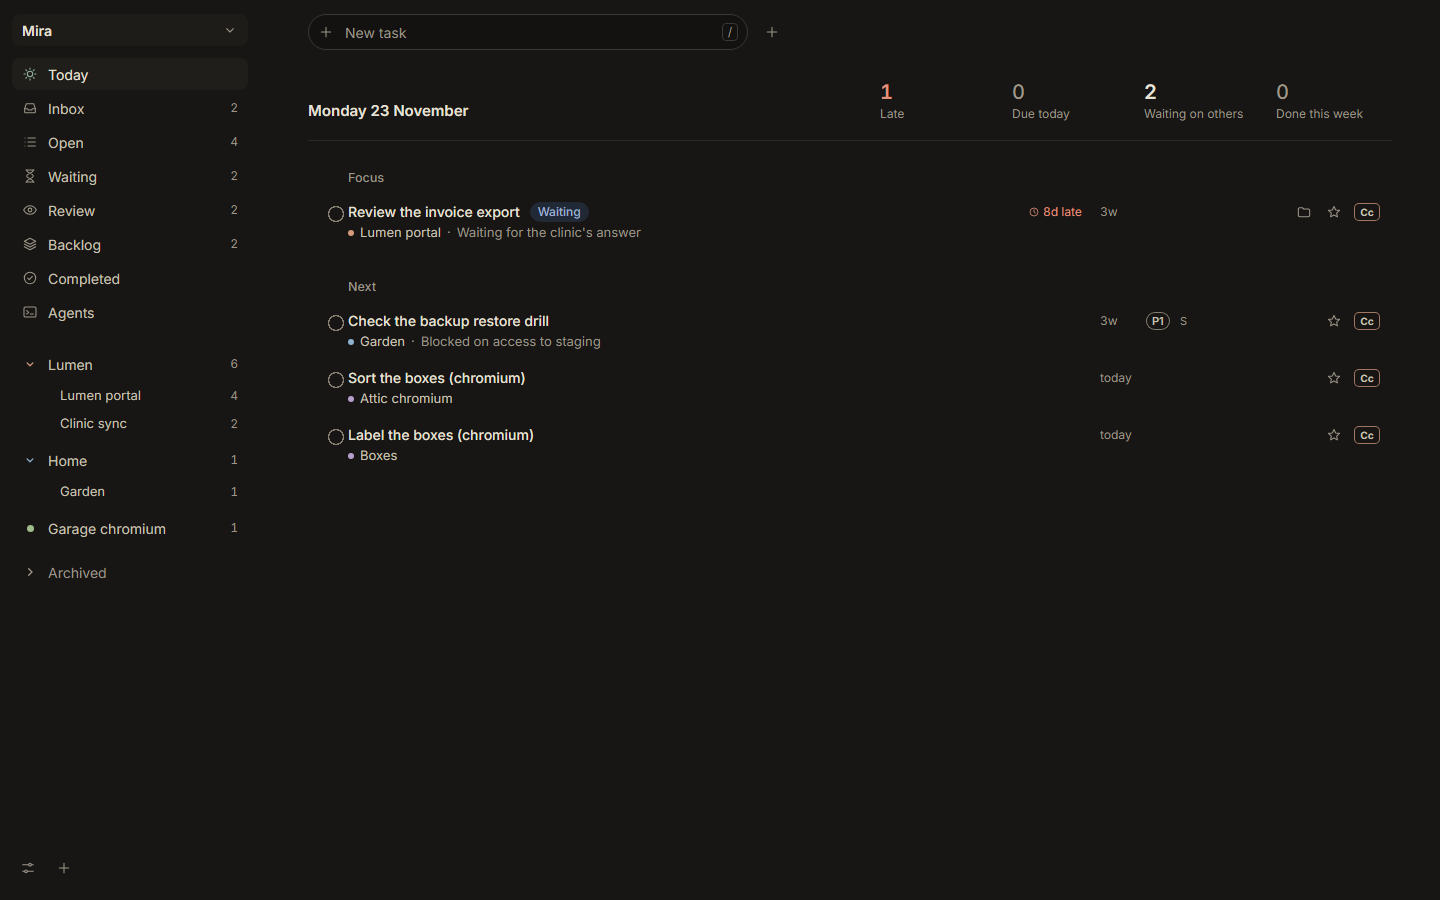 Mira
Today
Inbox 2
Open 4
Waiting 2
Review 2
Backlog 2
Completed
Agents
Lumen 6
Lumen portal 4
Clinic sync 2
Home 1
Garden 1
Garage chromium 1
Archived
New task /
Monday 23 November
1 Late
0 Due today
2 Waiting on others
0 Done this week
Focus
Review the invoice export Waiting 8d late 3w Cc
Lumen portal · Waiting for the clinic's answer
Next
Check the backup restore drill 3w P1 S Cc
Garden · Blocked on access to staging
Sort the boxes (chromium) today Cc
Attic chromium
Label the boxes (chromium) today Cc
Boxes